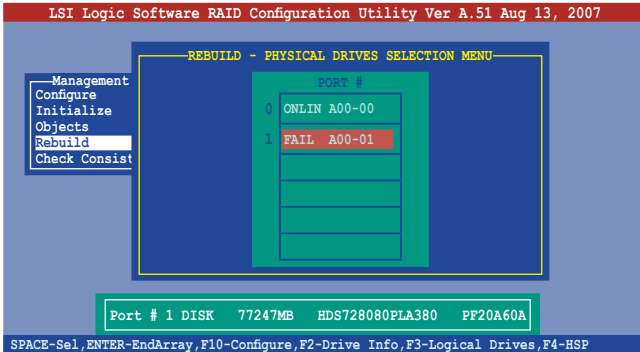 LSI Logic Software RAID Configuration Utility Ver A.51 Aug 13, 2007
REBUILD - PHYSICAL DRIVES SELECTION MENU
Management
Configure
Initialize
Objects
Rebuild
Check Consist
PORT #
0 ONLIN A00-00
1 FAIL A00-01
Port # 1 DISK 77247MB HDS728080PLA380 PF20A60A
SPACE-Sel,ENTER-EndArray,F10-Configure,F2-Drive Info,F3-Logical Drives,F4-HSP